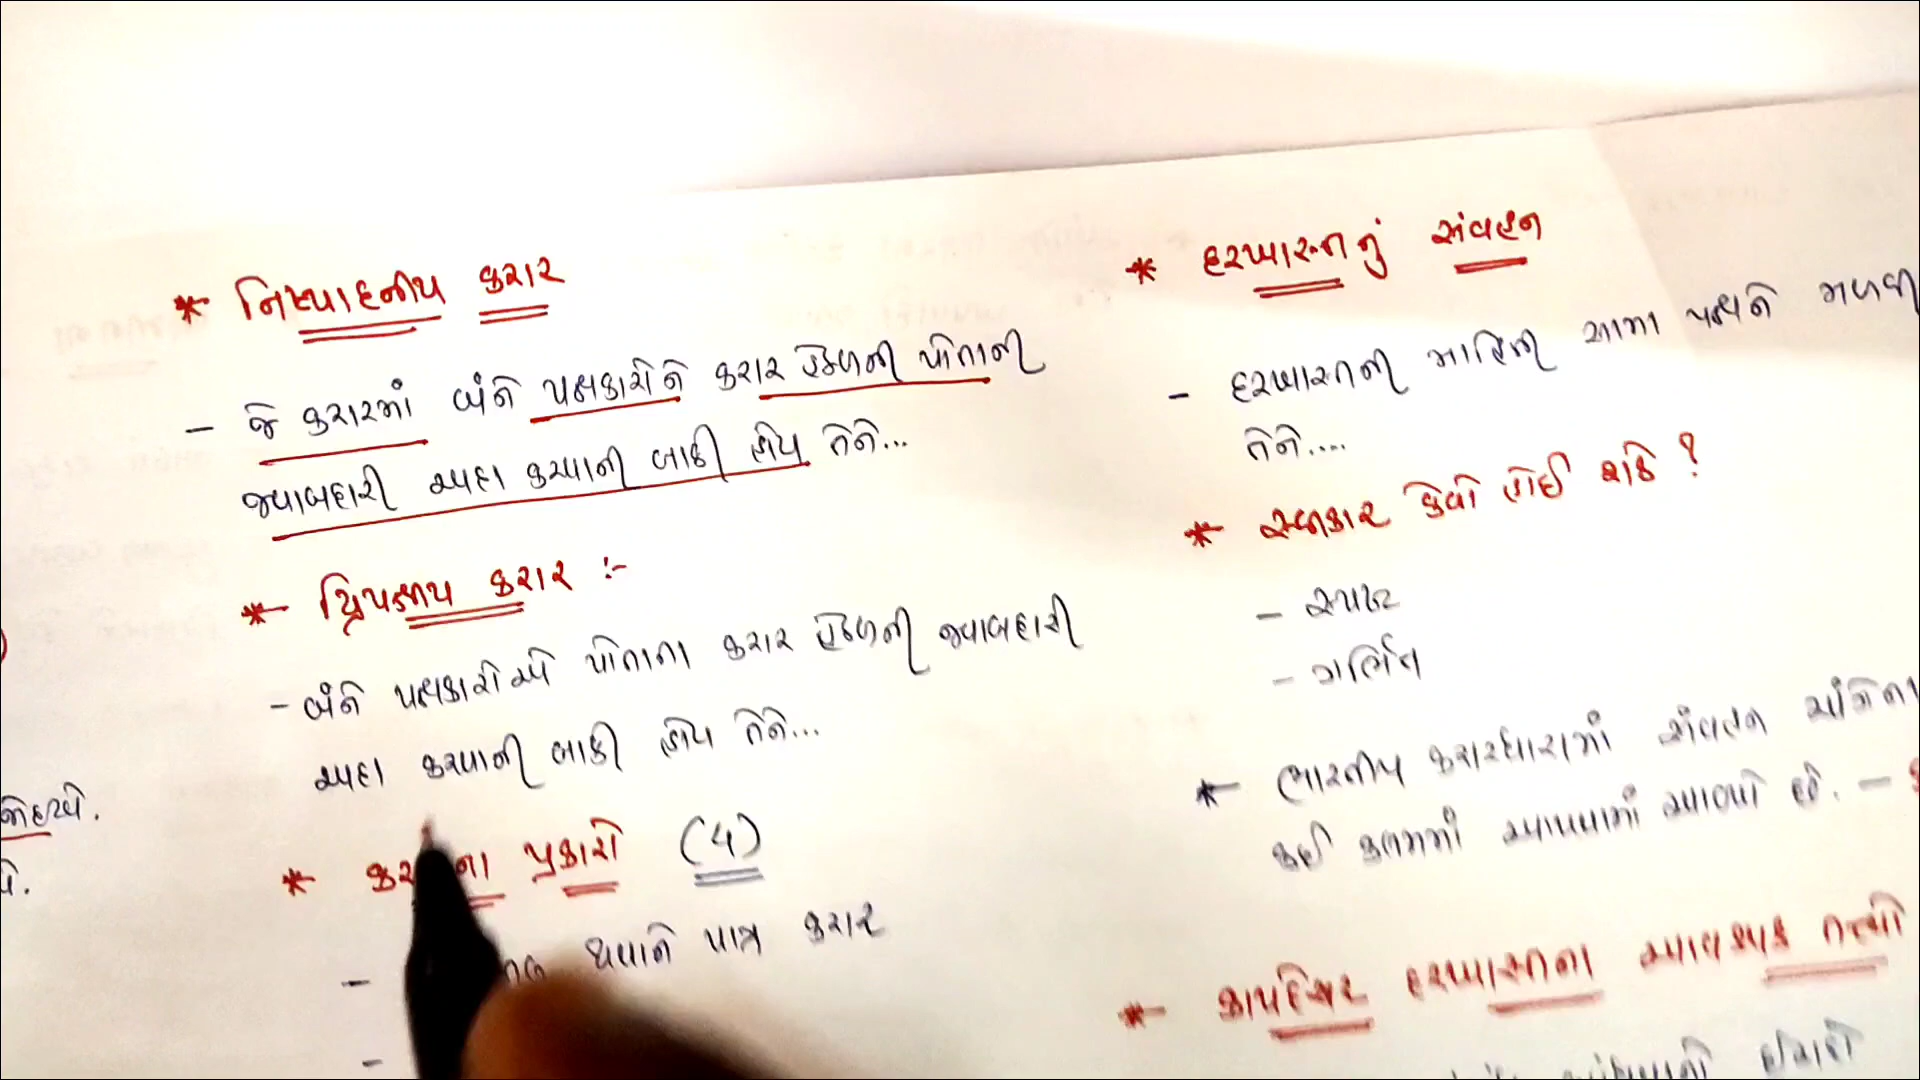 * નિષ્પાદનીય કરાર
- જે કરારમાં બંને પક્ષકારોને કરાર હેઠળની પોતાની
જવાબદારી અદા કરવાની બાકી હોય તેને...
* દ્વિપક્ષીય કરાર :-
- બંને પક્ષકારોએ પોતાના કરાર હેઠળની જવાબદારી
અદા કરવાની બાકી હોય તેને...
* પ્રકારો (4)
- થવાને પાત્ર કરાર
-
* દરખાસ્તનું સંવહન
- દરખાસ્તની માહિતી સામા પક્ષને મળવી
તેને....
* સ્વીકાર કેવો હોઈ શકે ?
- સ્પષ્ટ
- ગર્ભિત
* ભારતીય કરારધારામાં સંવહન અંગેના
કઈ કલમમાં આપવામાં આવ્યો છે. -
* કાયદેસર દરખાસ્તના આવશ્યક તત્વો
ઈરાદો